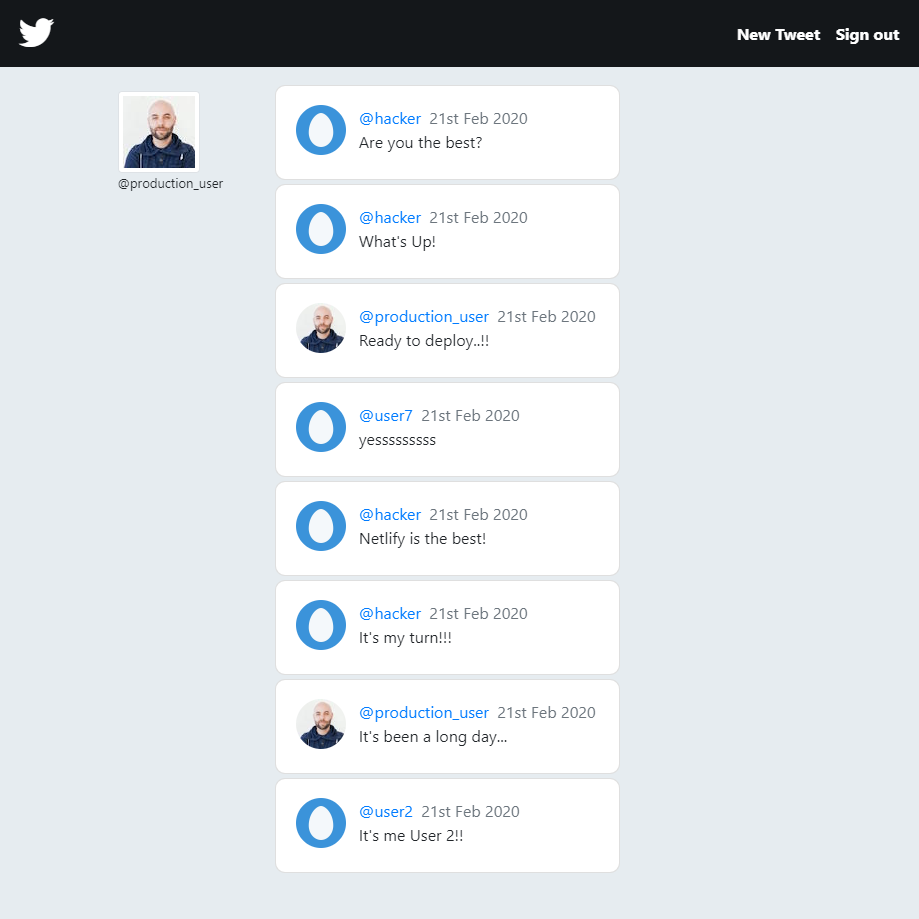 New Tweet Sign out
@production_user
@hacker 21st Feb 2020
Are you the best?
@hacker 21st Feb 2020
What's Up!
@production_user 21st Feb 2020
Ready to deploy..!!
@user7 21st Feb 2020
yesssssssss
@hacker 21st Feb 2020
Netlify is the best!
@hacker 21st Feb 2020
It's my turn!!!
@production_user 21st Feb 2020
It's been a long day...
@user2 21st Feb 2020
It's me User 2!!